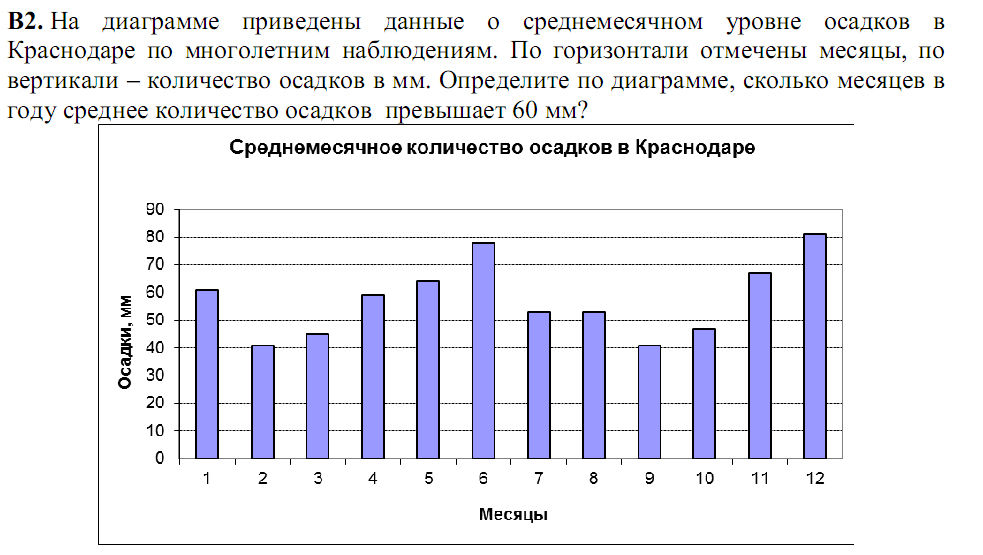 В2. На диаграмме приведены данные о среднемесячном уровне осадков в
Краснодаре по многолетним наблюдениям. По горизонтали отмечены месяцы, по
вертикали – количество осадков в мм. Определите по диаграмме, сколько месяцев в
году среднее количество осадков превышает 60 мм?
Среднемесячное количество осадков в Краснодаре
90
80
70
60
50
40
30
20
10
0
Осадки, мм
1 2 3 4 5 6 7 8 9 10 11 12
Месяцы